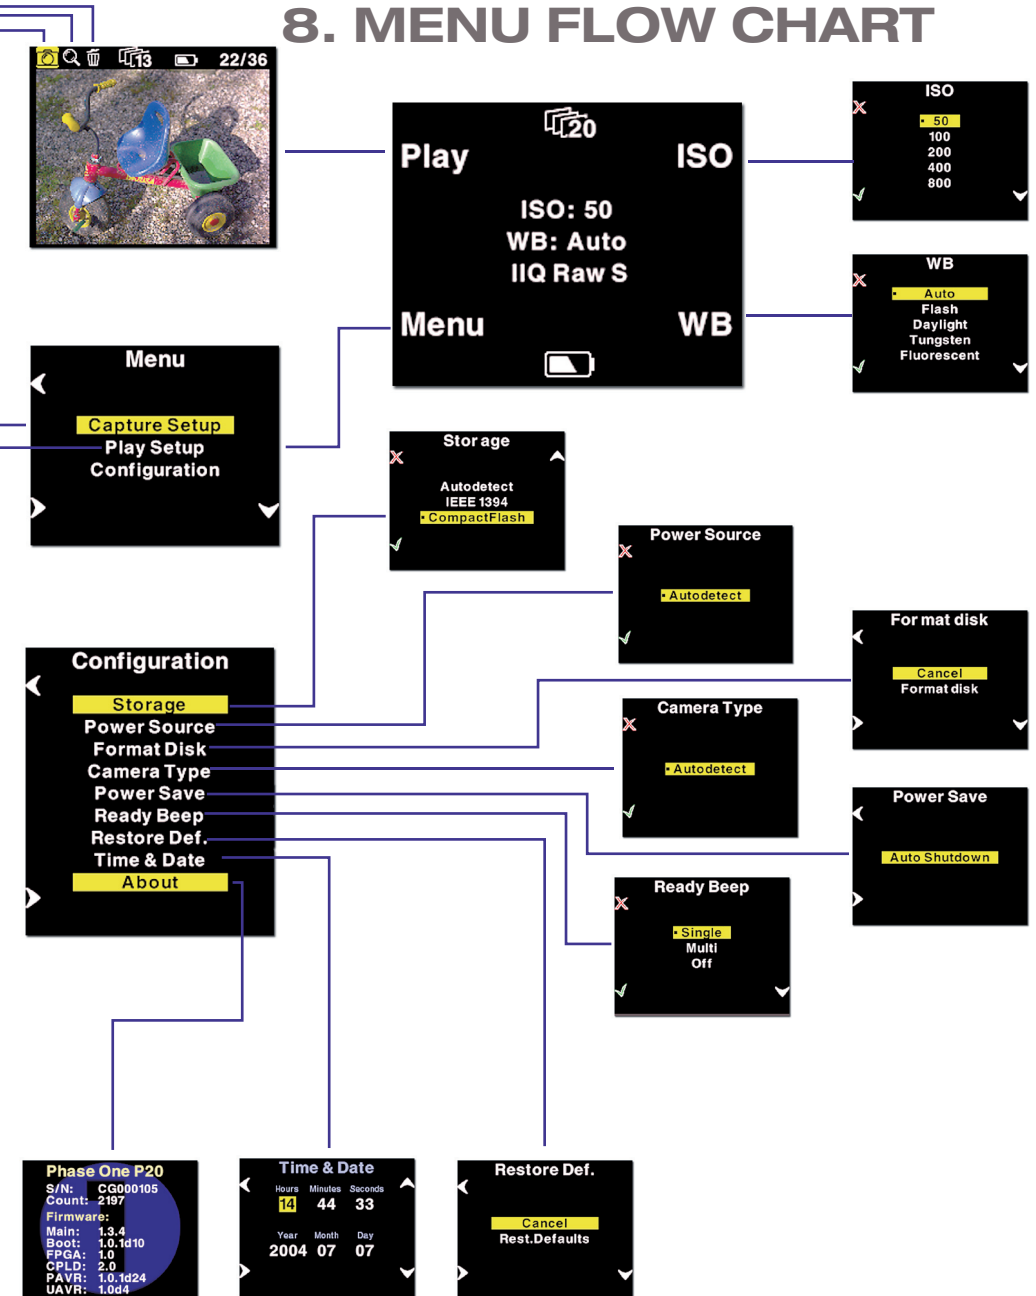 8. MENU FLOW CHART
13
22/36
20
Play
ISO
ISO: 50
WB: Auto
IIQ Raw S
Menu
WB
ISO
50
100
200
400
800
WB
Auto
Flash
Daylight
Tungsten
Fluorescent
Menu
Capture Setup
Play Setup
Configuration
Storage
Autodetect
IEEE 1394
CompactFlash
Power Source
Autodetect
Format disk
Cancel
Format disk
Configuration
Storage
Power Source
Format Disk
Camera Type
Power Save
Ready Beep
Restore Def.
Time & Date
About
Camera Type
Autodetect
Power Save
Auto Shutdown
Ready Beep
Single
Multi
Off
Phase One P20
S/N: CG000105
Count: 2197
Firmware:
Main: 1.3.4
Boot: 1.0.1d10
FPGA: 1.0
CPLD: 2.0
PAVR: 1.0.1d24
UAVR: 1.0d4
Time & Date
Hours Minutes Seconds
14 44 33
Year Month Day
2004 07 07
Restore Def.
Cancel
Rest.Defaults